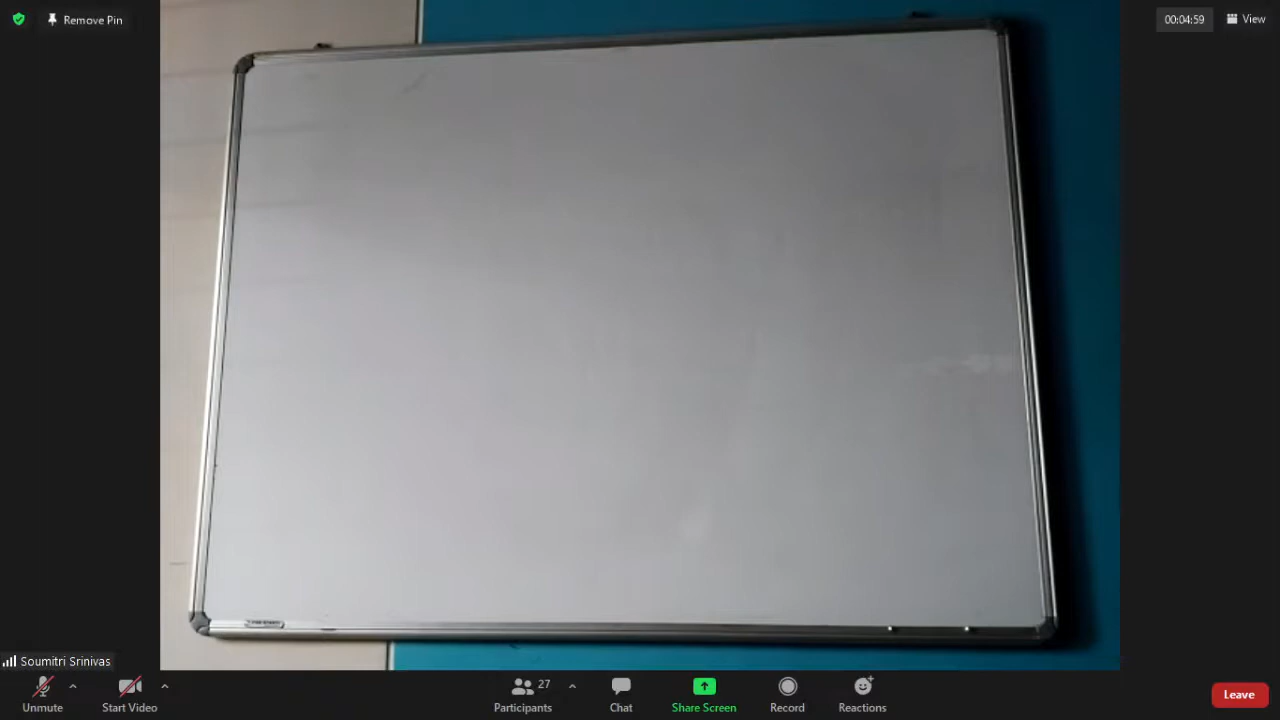 Remove Pin
00:04:59
View
Soumitri Srinivas
Unmute
Start Video
Participants
27
Chat
Share Screen
Record
Reactions
Leave